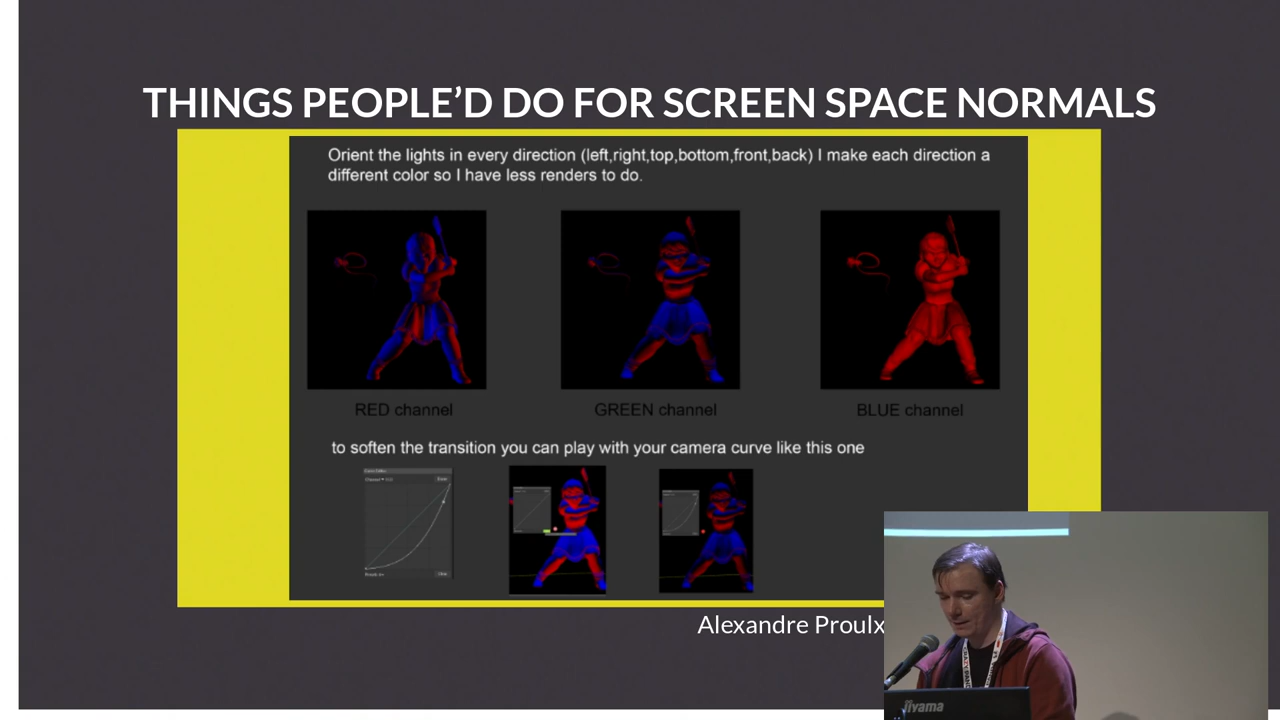 THINGS PEOPLE’D DO FOR SCREEN SPACE NORMALS
Orient the lights in every direction (left,right,top,bottom,front,back) I make each direction a
different color so I have less renders to do.
RED channel
GREEN channel
BLUE channel
to soften the transition you can play with your camera curve like this one
Alexandre Proulx
iiyama